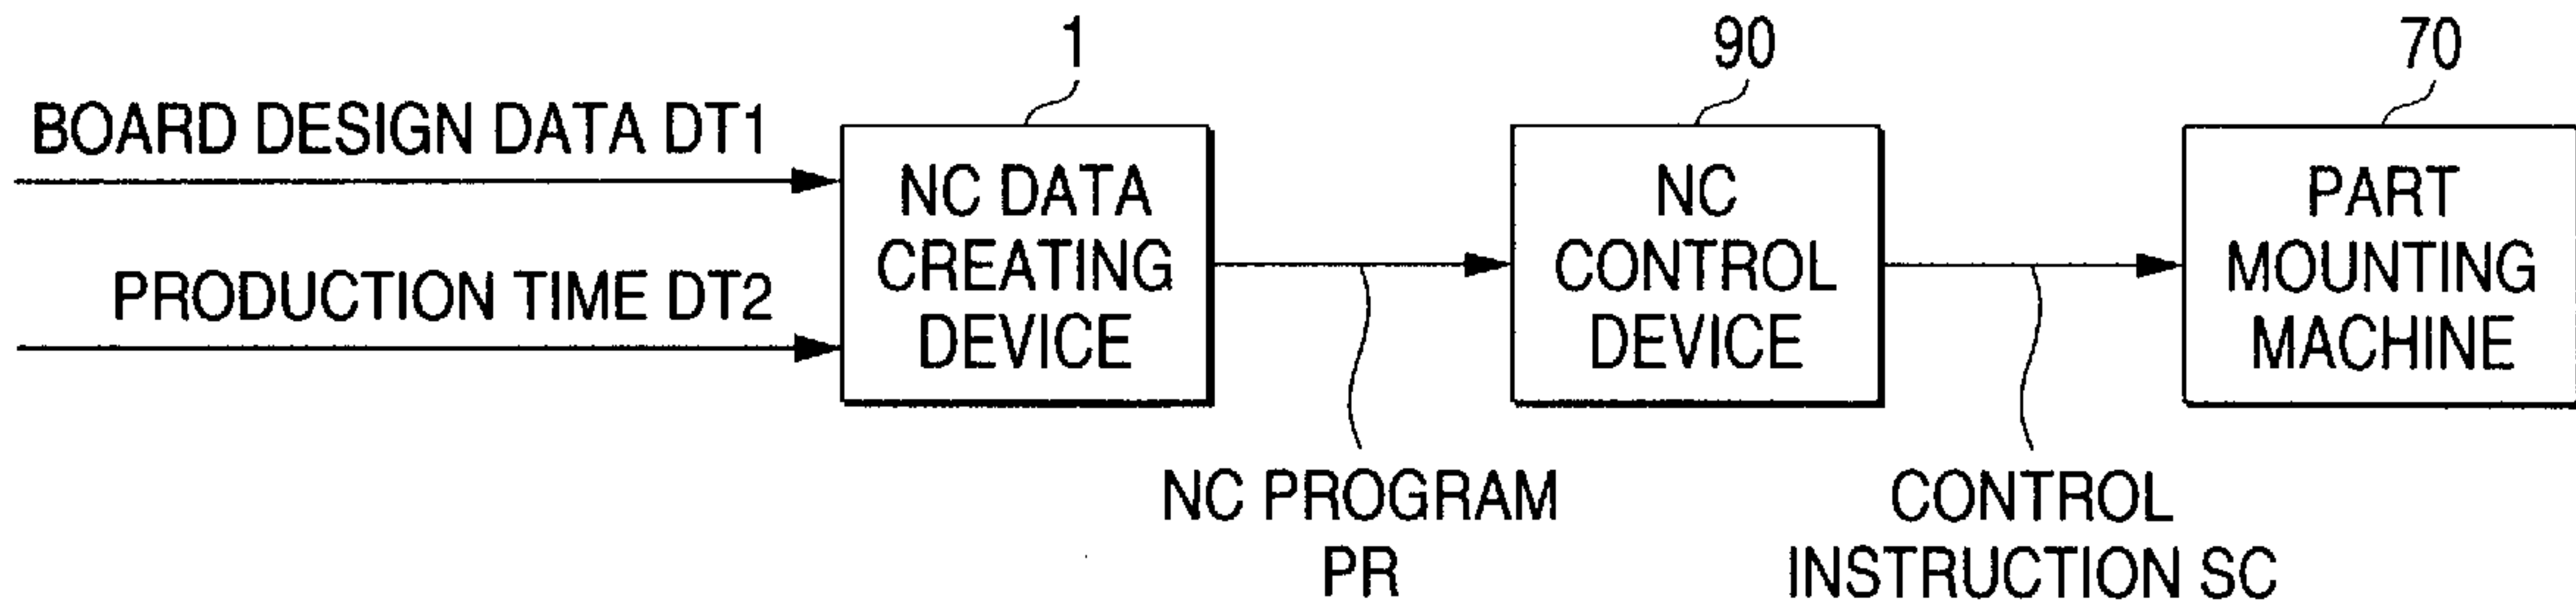 1
90
70
BOARD DESIGN DATA DT1
PRODUCTION TIME DT2
NC DATA
CREATING
DEVICE
NC
CONTROL
DEVICE
PART
MOUNTING
MACHINE
NC PROGRAM
PR
CONTROL
INSTRUCTION SC